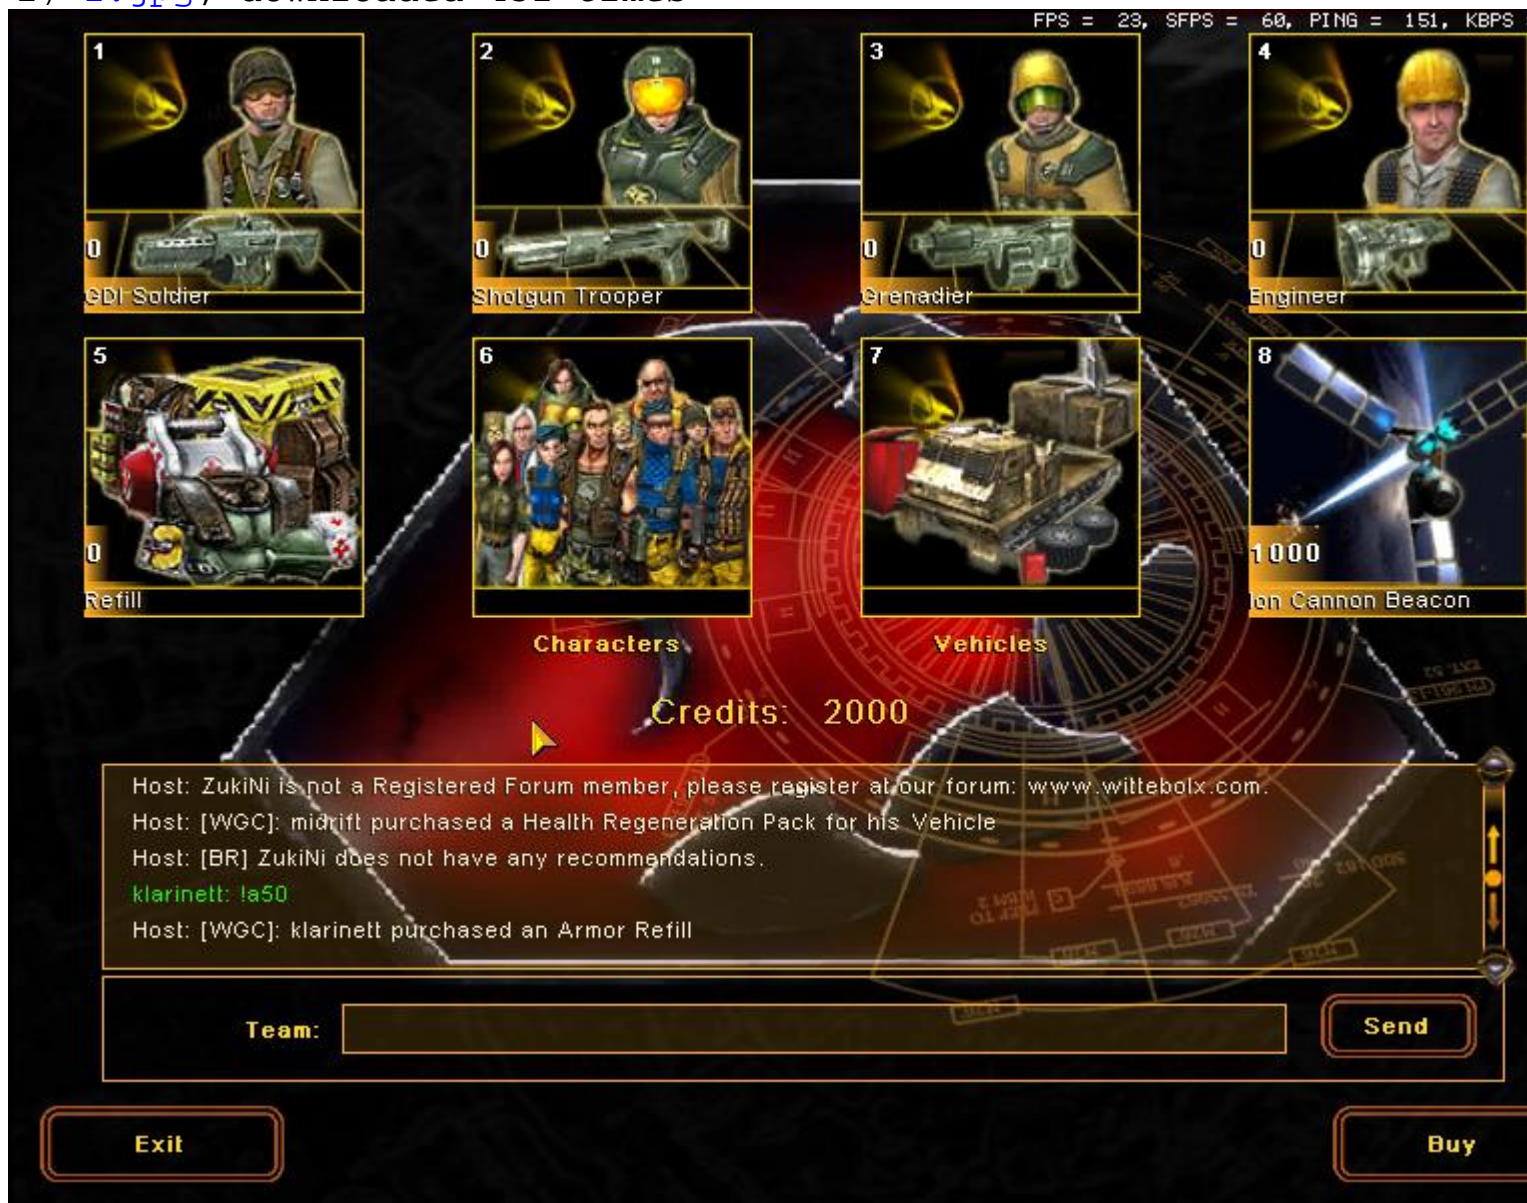 FPS = 23, SFPS = 60, PING = 151, KBPS
1
2
3
4
0
0
0
0
GDI Soldier
Shotgun Trooper
Grenadier
Engineer
5
6
7
8
0
1000
Refill
Ion Cannon Beacon
Characters
Vehicles
Credits: 2000
Host: ZukiNi is not a Registered Forum member, please register at our forum: www.wittebolx.com.
Host: [WGC]: midrift purchased a Health Regeneration Pack for his Vehicle
Host: [BR] ZukiNi does not have any recommendations.
klarinett: !a50
Host: [WGC]: klarinett purchased an Armor Refill
Team:
Send
Exit
Buy